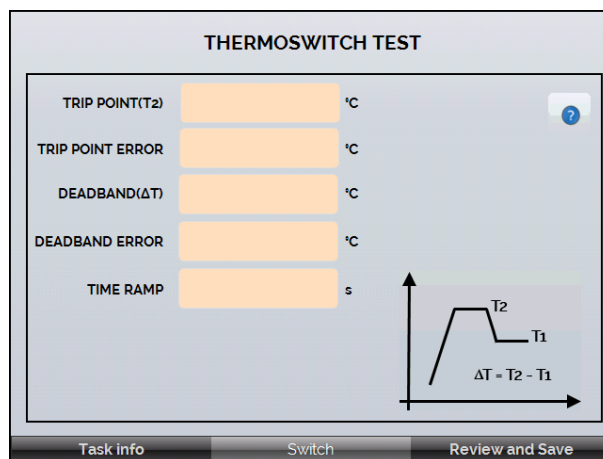 THERMOSWITCH TEST
TRIP POINT(T2) °C
?
TRIP POINT ERROR °C
DEADBAND(ΔT) °C
DEADBAND ERROR °C
TIME RAMP s
T2
T1
ΔT = T2 - T1
Task info Switch Review and Save